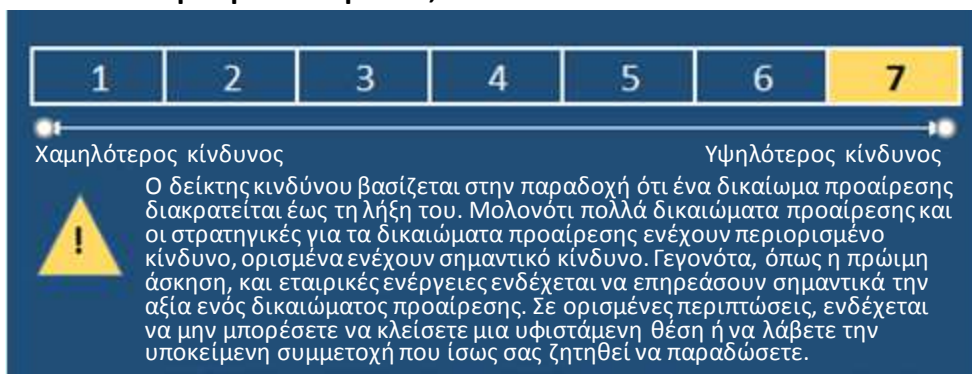 1 2 3 4 5 6 7
Χαμηλότερος κίνδυνος Υψηλότερος κίνδυνος
Ο δείκτης κινδύνου βασίζεται στην παραδοχή ότι ένα δικαίωμα προαίρεσης
διακρατείται έως τη λήξη του. Μολονότι πολλά δικαιώματα προαίρεσης και
οι στρατηγικές για τα δικαιώματα προαίρεσης ενέχουν περιορισμένο
κίνδυνο, ορισμένα ενέχουν σημαντικό κίνδυνο. Γεγονότα, όπως η πρώιμη
άσκηση, και εταιρικές ενέργειες ενδέχεται να επηρεάσουν σημαντικά την
αξία ενός δικαιώματος προαίρεσης. Σε ορισμένες περιπτώσεις, ενδέχεται
να μην μπορέσετε να κλείσετε μια υφιστάμενη θέση ή να λάβετε την
υποκείμενη συμμετοχή που ίσως σας ζητηθεί να παραδώσετε.
!